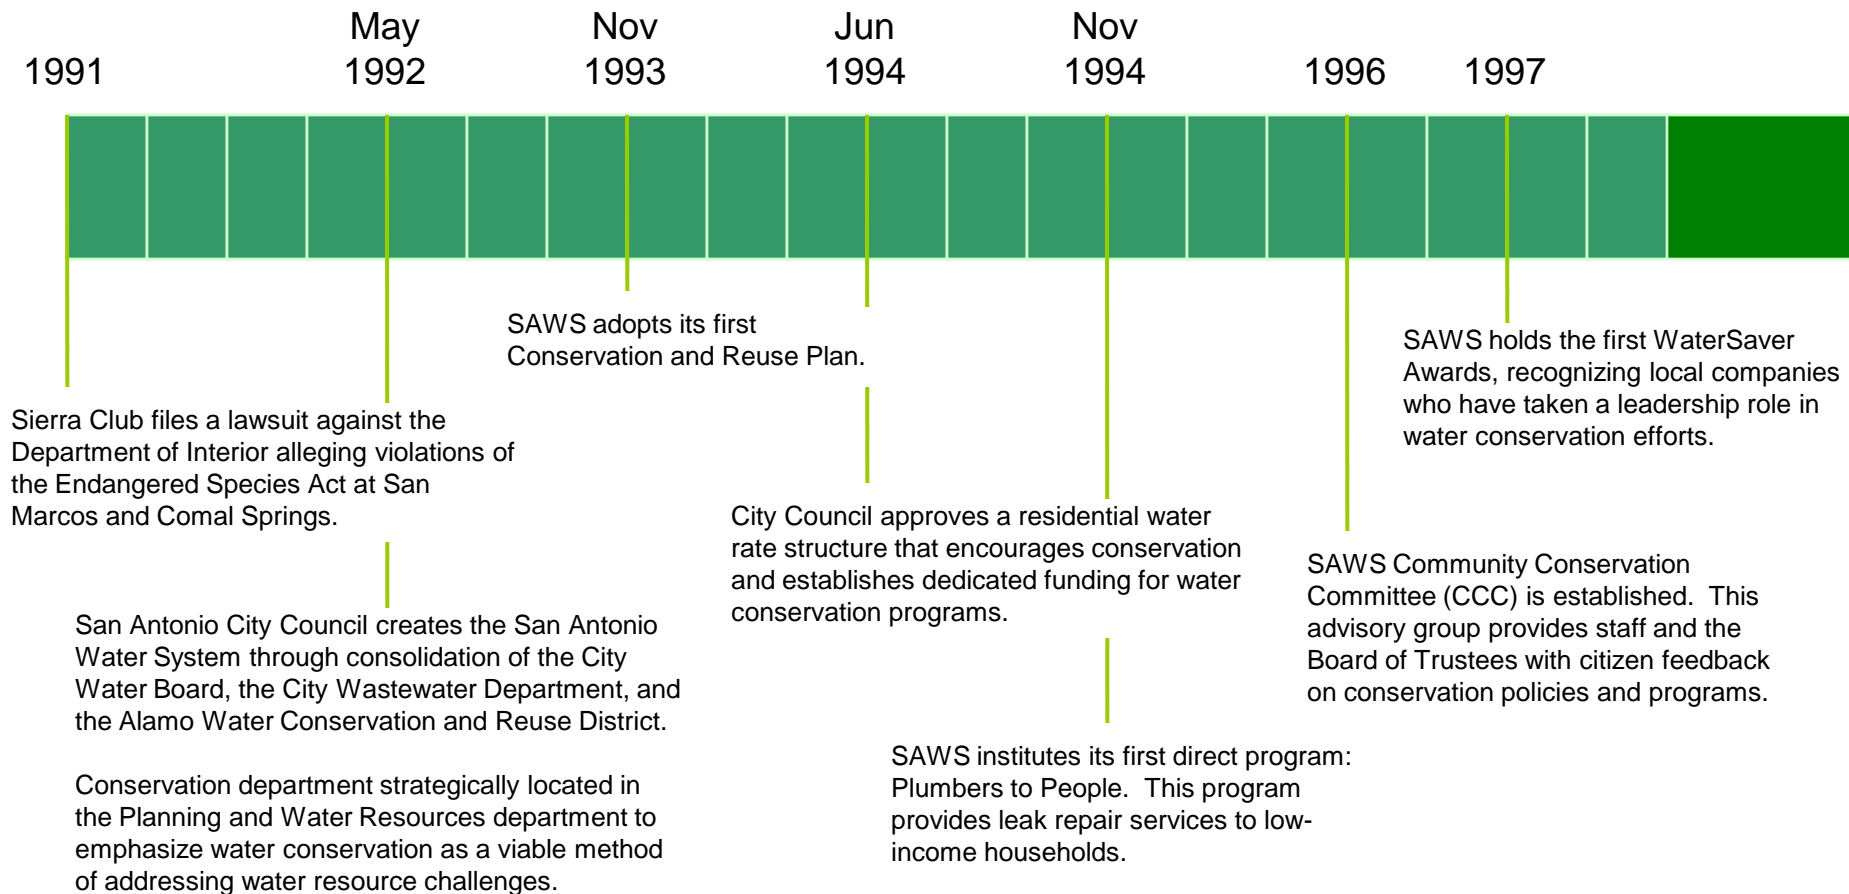 May
Nov
Jun
Nov
1991
1992
1993
1994
1994
1996
1997
Sierra Club files a lawsuit against the
Department of Interior alleging violations of
the Endangered Species Act at San
Marcos and Comal Springs.
San Antonio City Council creates the San Antonio
Water System through consolidation of the City
Water Board, the City Wastewater Department, and
the Alamo Water Conservation and Reuse District.
Conservation department strategically located in
the Planning and Water Resources department to
emphasize water conservation as a viable method
of addressing water resource challenges.
SAWS adopts its first
Conservation and Reuse Plan.
City Council approves a residential water
rate structure that encourages conservation
and establishes dedicated funding for water
conservation programs.
SAWS institutes its first direct program:
Plumbers to People.  This program
provides leak repair services to low-
income households.
SAWS Community Conservation
Committee (CCC) is established.  This
advisory group provides staff and the
Board of Trustees with citizen feedback
on conservation policies and programs.
SAWS holds the first WaterSaver
Awards, recognizing local companies
who have taken a leadership role in
water conservation efforts.